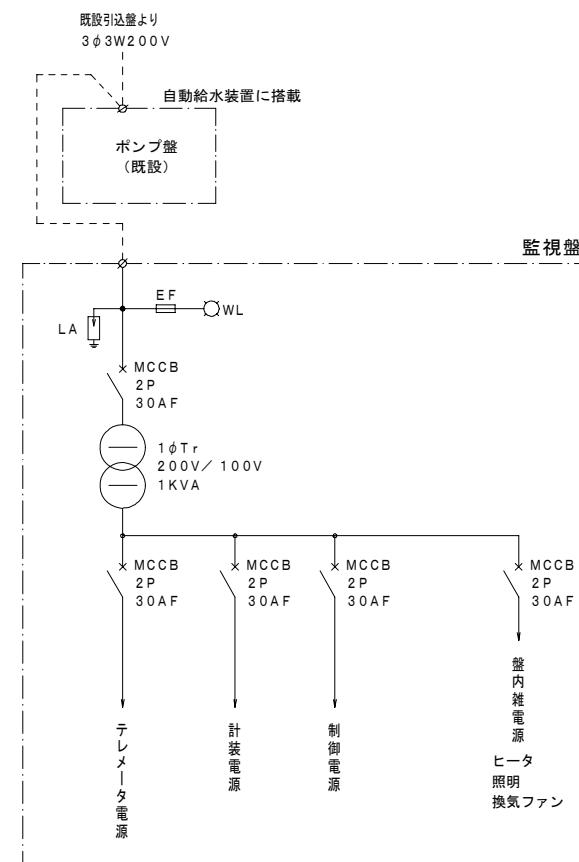 既設引込盤より
3φ3W200V
自動給水装置に搭載
ポンプ盤
(既設)
監視盤
EF
WL
LA
MCCB
2P
30AF
1φTr
200V/100V
1KVA
MCCB
2P
30AF
MCCB
2P
30AF
MCCB
2P
30AF
MCCB
2P
30AF
テレメータ電源
計装電源
制御電源
盤内雑電源
ヒータ
照明
換気ファン